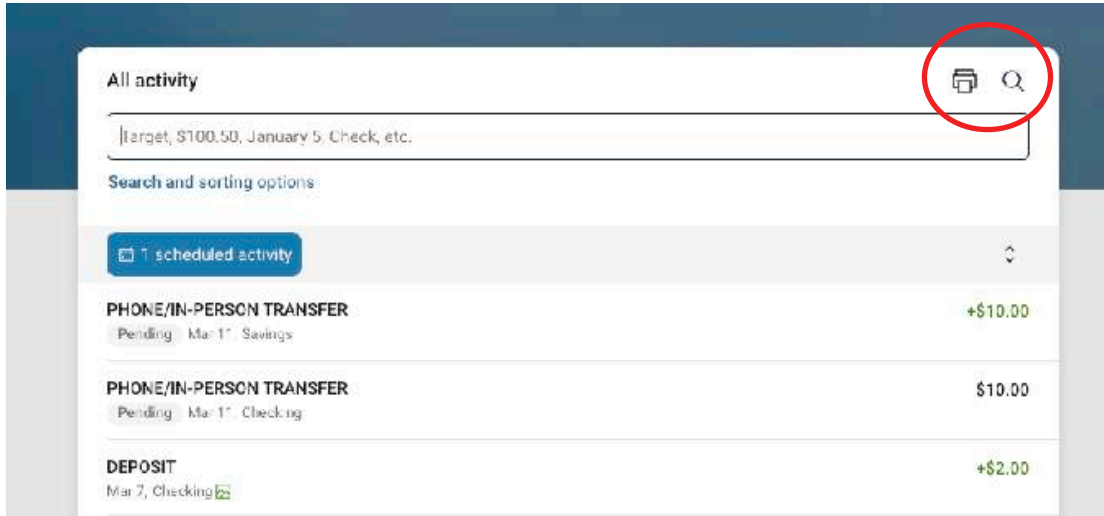 All activity
Target, $100.50, January 5, Check, etc.
Search and sorting options
1 scheduled activity
PHONE/IN-PERSON TRANSFER
+$10.00
Pending Mar 11, Savings
PHONE/IN-PERSON TRANSFER
$10.00
Pending Mar 11, Checking
DEPOSIT
+$2.00
Mar 7, Checking